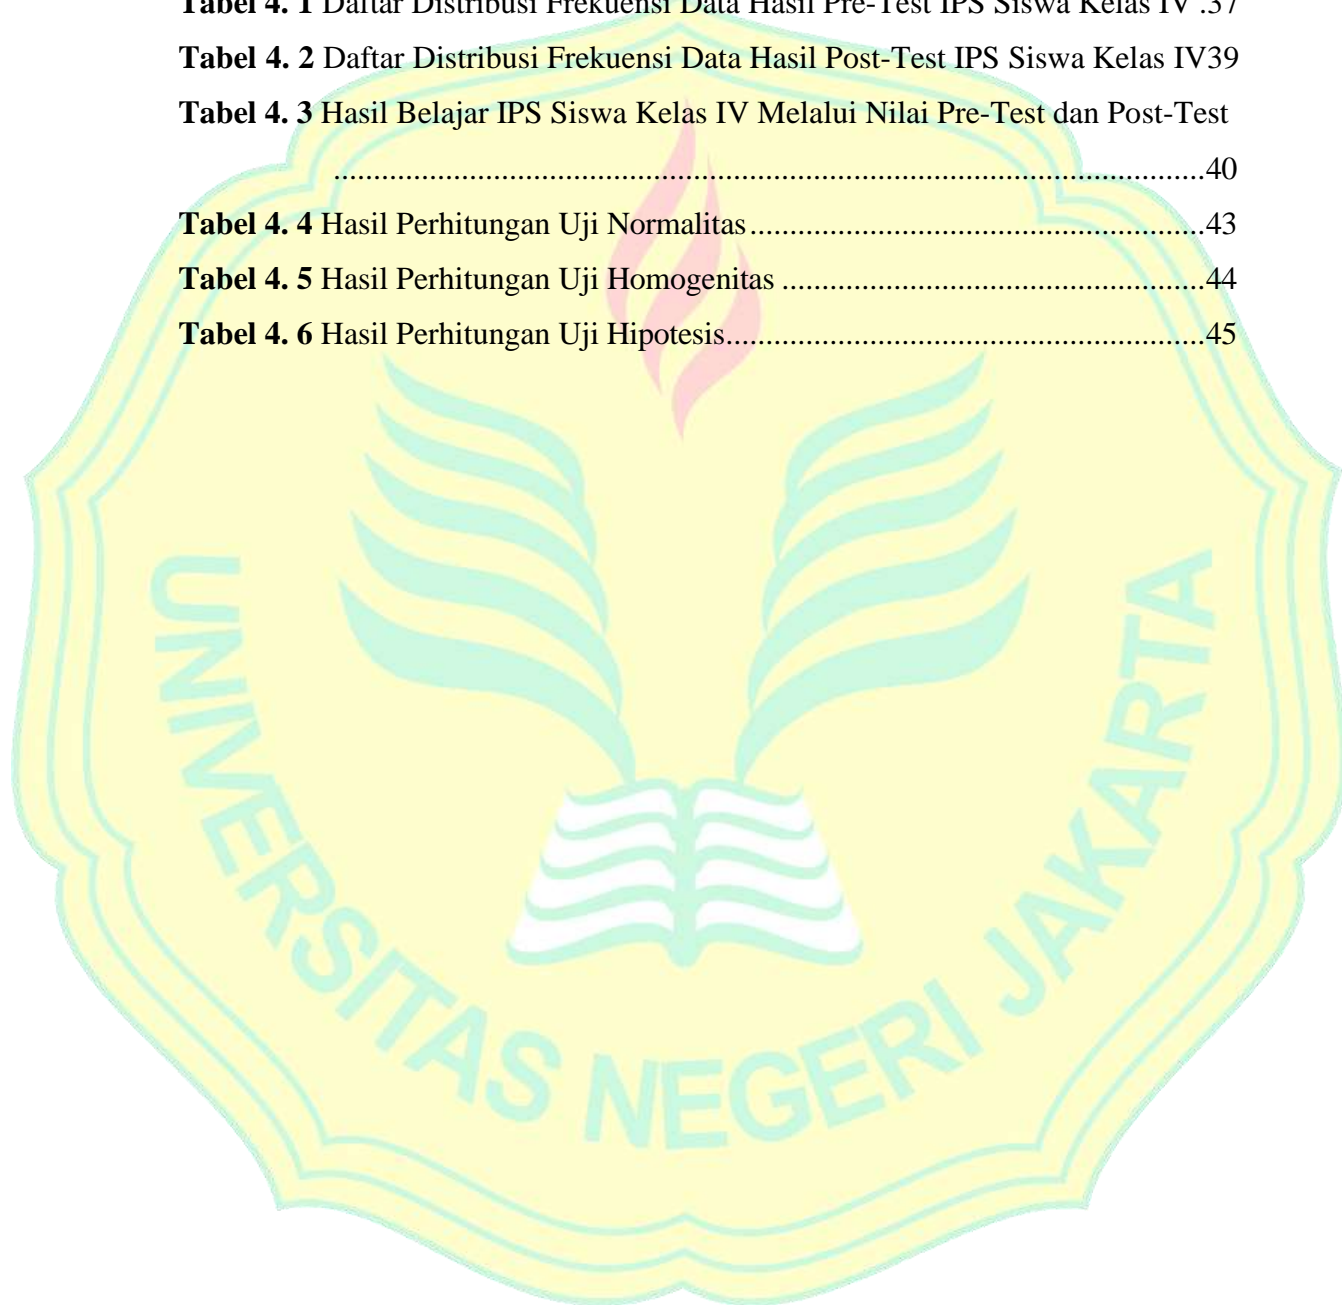 Tabel 4. 1 Daftar Distribusi Frekuensi Data Hasil Pre-Test IPS Siswa Kelas IV .37
Tabel 4. 2 Daftar Distribusi Frekuensi Data Hasil Post-Test IPS Siswa Kelas IV39
Tabel 4. 3 Hasil Belajar IPS Siswa Kelas IV Melalui Nilai Pre-Test dan Post-Test
..............................................................................................................40
Tabel 4. 4 Hasil Perhitungan Uji Normalitas.........................................................43
Tabel 4. 5 Hasil Perhitungan Uji Homogenitas .....................................................44
Tabel 4. 6 Hasil Perhitungan Uji Hipotesis............................................................45
UNIVERSITAS NEGERI JAKARTA